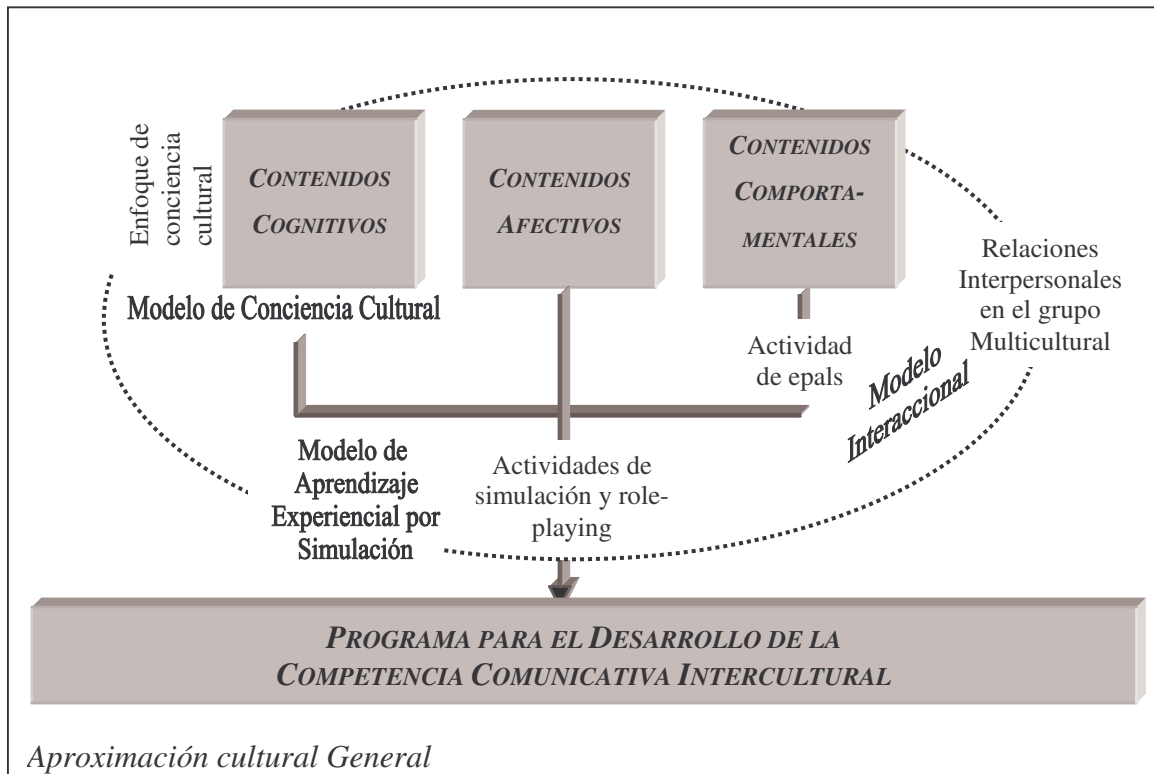 Enfoque de
conciencia
cultural
CONTENIDOS
COGNITIVOS
CONTENIDOS
AFECTIVOS
CONTENIDOS
COMPORTA-
MENTALES
Relaciones
Interpersonales
en el grupo
Multicultural
Modelo de Conciencia Cultural
Actividad
de epals
Modelo
Interaccional
Modelo de
Aprendizaje
Experiencial por
Simulación
Actividades de
simulación y role-
playing
PROGRAMA PARA EL DESARROLLO DE LA
COMPETENCIA COMUNICATIVA INTERCULTURAL
Aproximación cultural General